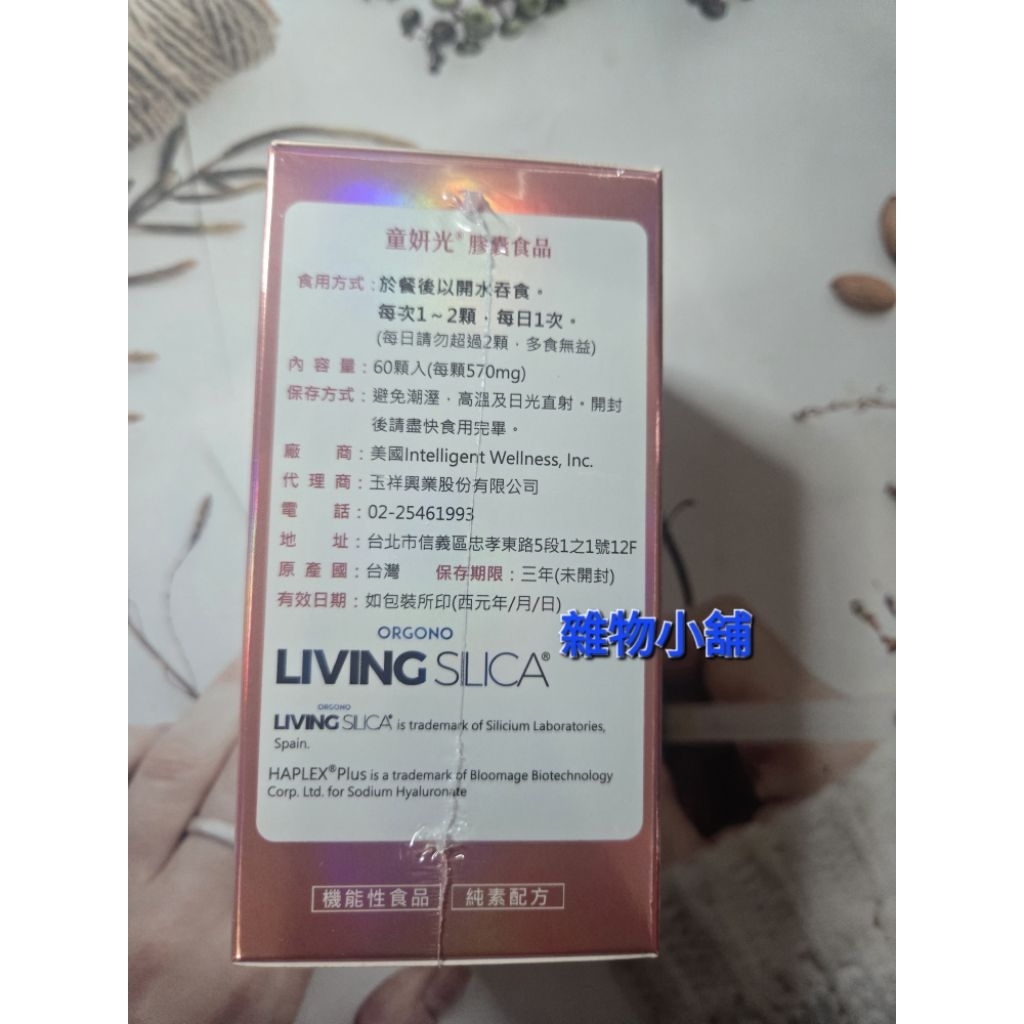 童妍光® 膠囊食品
食用方式：於餐後以開水吞食。
每次1～2顆，每日1次。
(每日請勿超過2顆，多食無益)
內容量：60顆入(每顆570mg)
保存方式：避免潮溼，高溫及日光直射。開封
後請盡快食用完畢。
廠商：美國Intelligent Wellness, Inc.
代理商：玉祥興業股份有限公司
電話：02-25461993
地址：台北市信義區忠孝東路5段1之1號12F
原產國：台灣 保存期限：三年(未開封)
有效日期：如包裝所印(西元年/月/日)
雜物小舖
ORGONO
LIVING SILICA®
ORGONO
LIVING SILICA® is trademark of Silicium Laboratories,
Spain.
HAPLEX®Plus is a trademark of Bloomage Biotechnology
Corp. Ltd. for Sodium Hyaluronate
機能性食品 純素配方